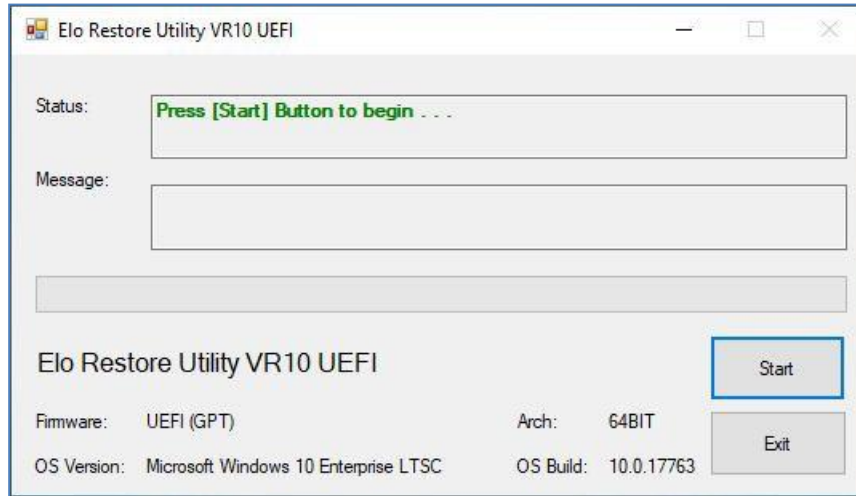 Elo Restore Utility VR10 UEFI
Status:
Press [Start] Button to begin . . .
Message:
Elo Restore Utility VR10 UEFI
Start
Firmware: UEFI (GPT) Arch: 64BIT
Exit
OS Version: Microsoft Windows 10 Enterprise LTSC OS Build: 10.0.17763